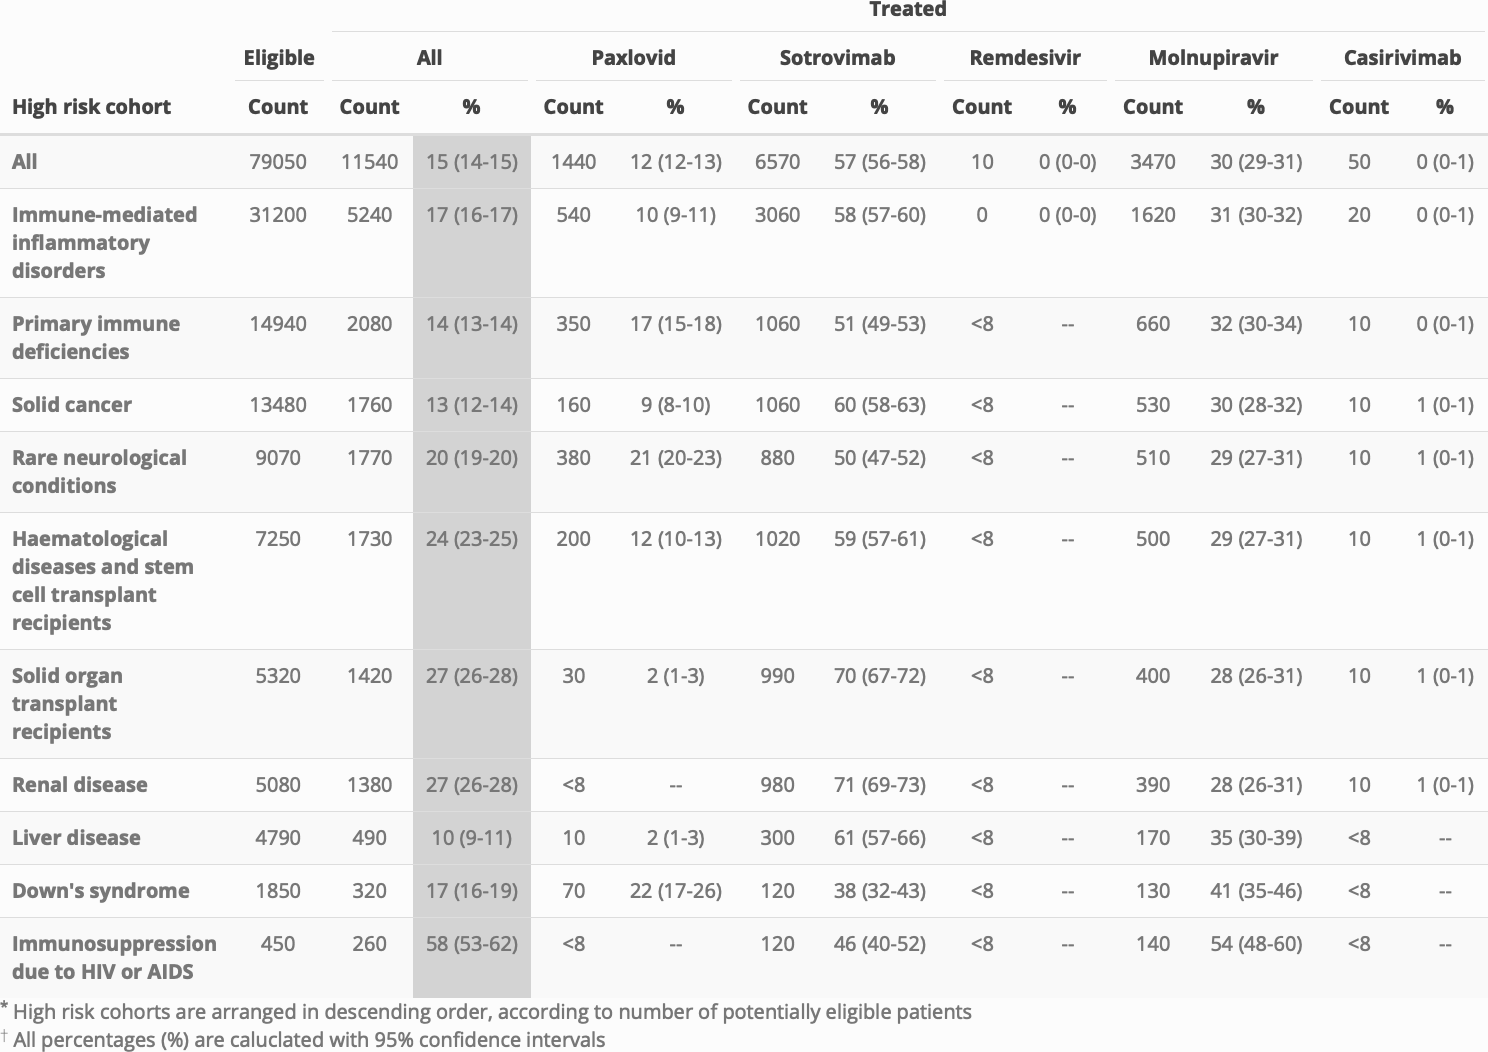 Treated
Eligible All Paxlovid Sotrovimab Remdesivir Molnupiravir Casirivimab
High risk cohort Count Count % Count % Count % Count % Count % Count %
All 79050 11540 15 (14-15) 1440 12 (12-13) 6570 57 (56-58) 10 0 (0-0) 3470 30 (29-31) 50 0 (0-1)
Immune-mediated 31200 5240 17 (16-17) 540 10 (9-11) 3060 58 (57-60) 0 0 (0-0) 1620 31 (30-32) 20 0 (0-1)
inflammatory
disorders
Primary immune 14940 2080 14 (13-14) 350 17 (15-18) 1060 51 (49-53) <8 -- 660 32 (30-34) 10 0 (0-1)
deficiencies
Solid cancer 13480 1760 13 (12-14) 160 9 (8-10) 1060 60 (58-63) <8 -- 530 30 (28-32) 10 1 (0-1)
Rare neurological 9070 1770 20 (19-20) 380 21 (20-23) 880 50 (47-52) <8 -- 510 29 (27-31) 10 1 (0-1)
conditions
Haematological 7250 1730 24 (23-25) 200 12 (10-13) 1020 59 (57-61) <8 -- 500 29 (27-31) 10 1 (0-1)
diseases and stem
cell transplant
recipients
Solid organ 5320 1420 27 (26-28) 30 2 (1-3) 990 70 (67-72) <8 -- 400 28 (26-31) 10 1 (0-1)
transplant
recipients
Renal disease 5080 1380 27 (26-28) <8 -- 980 71 (69-73) <8 -- 390 28 (26-31) 10 1 (0-1)
Liver disease 4790 490 10 (9-11) 10 2 (1-3) 300 61 (57-66) <8 -- 170 35 (30-39) <8 --
Down's syndrome 1850 320 17 (16-19) 70 22 (17-26) 120 38 (32-43) <8 -- 130 41 (35-46) <8 --
Immunosuppression 450 260 58 (53-62) <8 -- 120 46 (40-52) <8 -- 140 54 (48-60) <8 --
due to HIV or AIDS
* High risk cohorts are arranged in descending order, according to number of potentially eligible patients
† All percentages (%) are caluclated with 95% confidence intervals